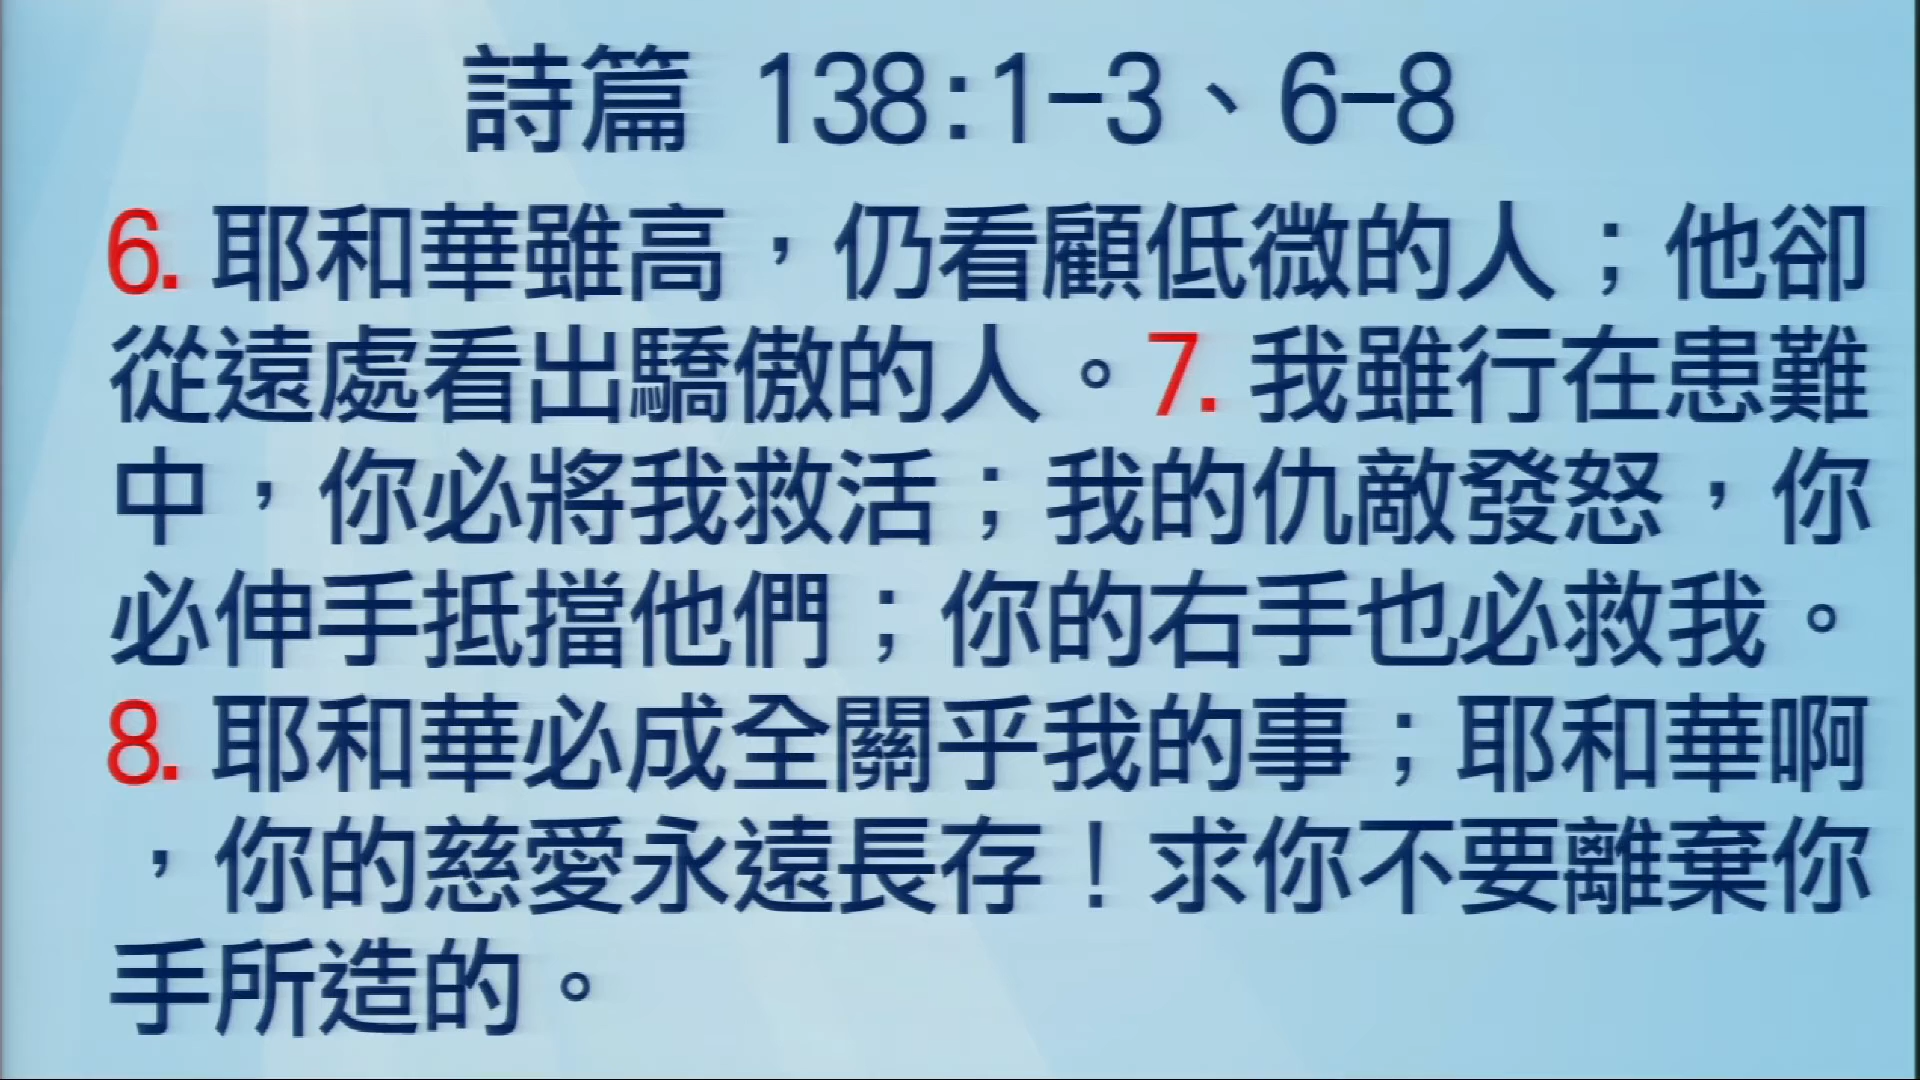 詩篇 138:1-3、6-8
6. 耶和華雖高，仍看顧低微的人；他卻
從遠處看出驕傲的人。7. 我雖行在患難
中，你必將我救活；我的仇敵發怒，你
必伸手抵擋他們；你的右手也必救我。
8. 耶和華必成全關乎我的事；耶和華啊
，你的慈愛永遠長存！求你不要離棄你
手所造的。